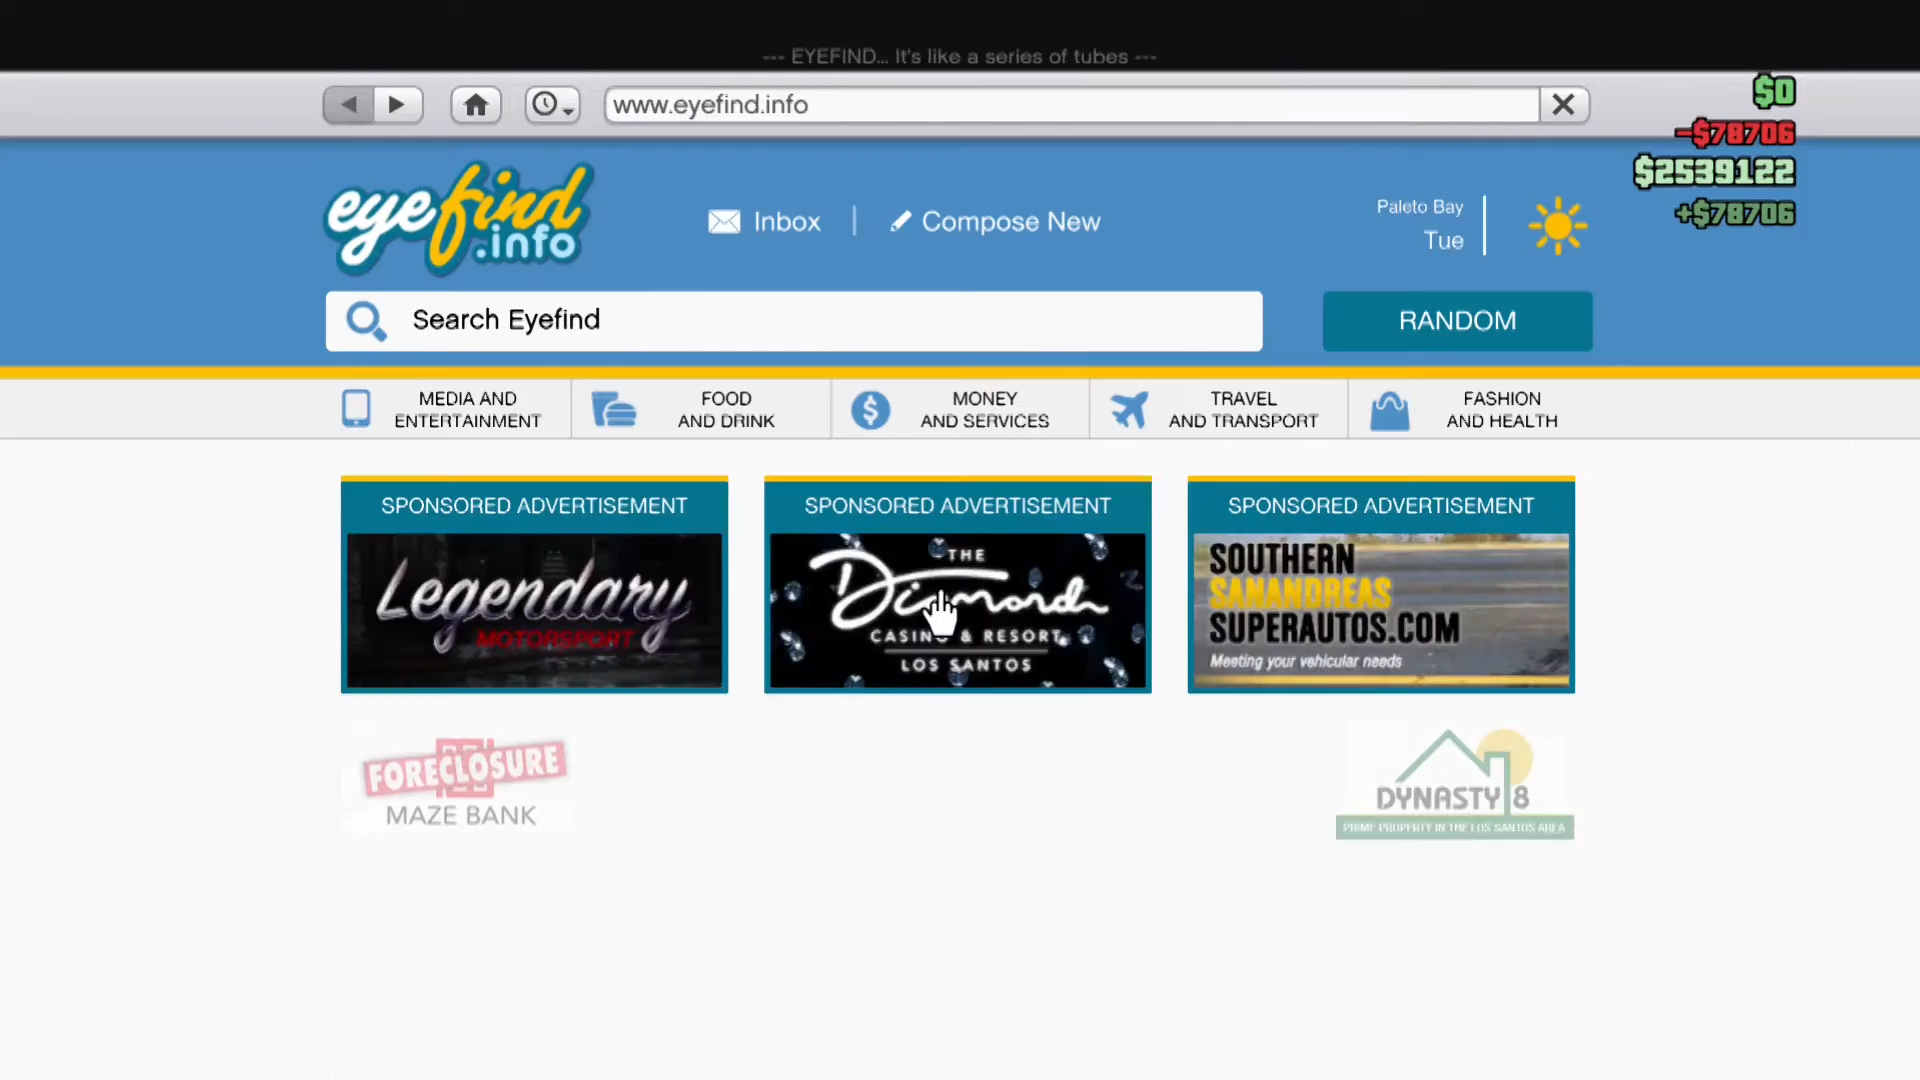 --- EYEFIND... It's like a series of tubes ---
www.eyefind.info
$0
-$78706
$2539122
+$78706
eyefind
.info
Inbox
Compose New
Paleto Bay
Tue
Search Eyefind
RANDOM
MEDIA AND
ENTERTAINMENT
FOOD
AND DRINK
MONEY
AND SERVICES
TRAVEL
AND TRANSPORT
FASHION
AND HEALTH
SPONSORED ADVERTISEMENT
Legendary
MOTORSPORT
SPONSORED ADVERTISEMENT
THE
Diamond
CASINO & RESORT
LOS SANTOS
SPONSORED ADVERTISEMENT
SOUTHERN
SANANDREAS
SUPERAUTOS.COM
Meeting your vehicular needs
FORECLOSURE
MAZE BANK
DYNASTY 8
PRIME PROPERTY IN THE LOS SANTOS AREA